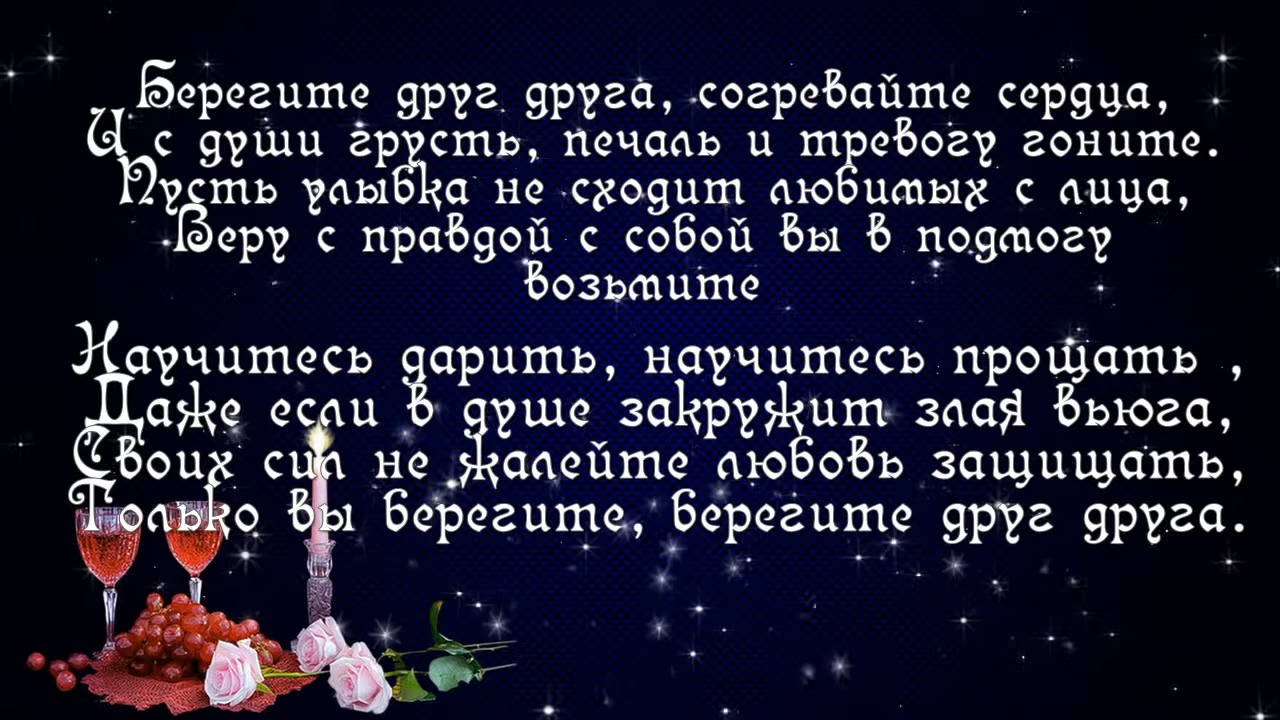 Берегите друг друга, согревайте сердца,
И с души грусть, печаль и тревогу гоните.
Пусть улыбка не сходит любимых с лица,
Веру с правдой с собой вы в подмогу
возьмите
Научитесь дарить, научитесь прощать ,
Даже если в душе закружит злая вьюга,
Своих сил не жалейте любовь защищать,
Только вы берегите, берегите друг друга.